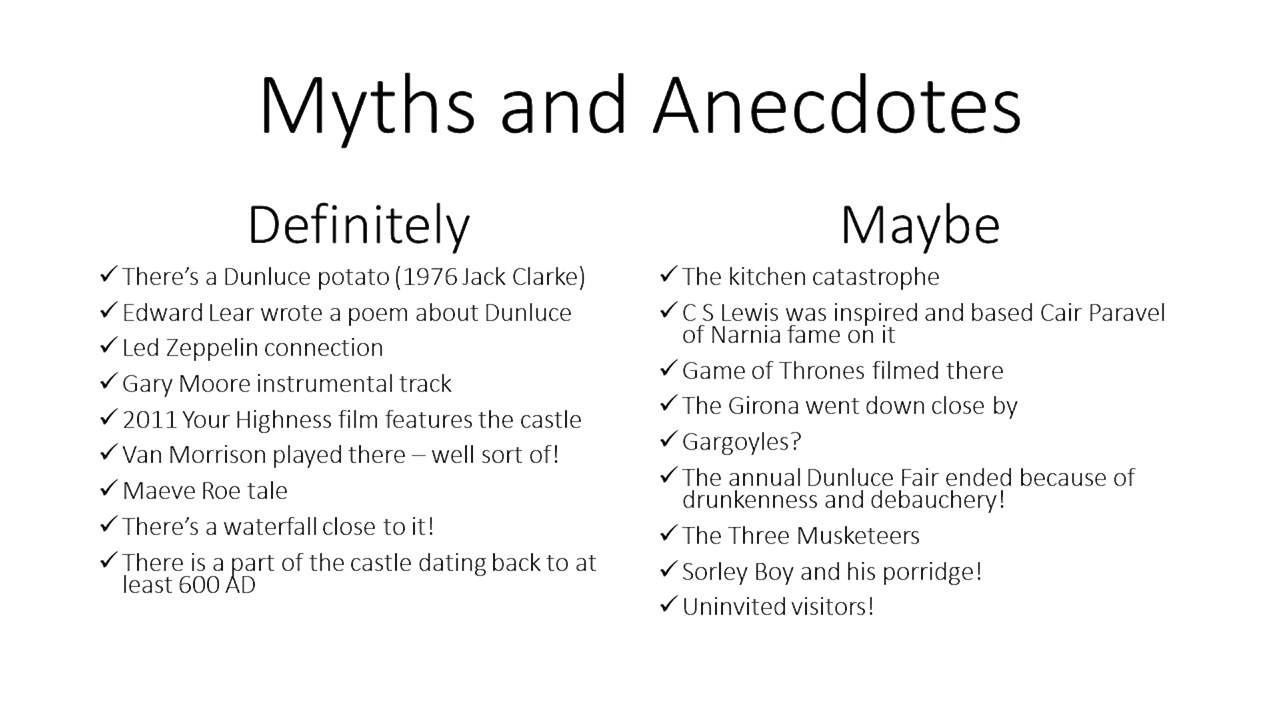 Myths and Anecdotes
Definitely
✓ There's a Dunluce potato (1976 Jack Clarke)
✓ Edward Lear wrote a poem about Dunluce
✓ Led Zeppelin connection
✓ Gary Moore instrumental track
✓ 2011 Your Highness film features the castle
✓ Van Morrison played there – well sort of!
✓ Maeve Roe tale
✓ There's a waterfall close to it!
✓ There is a part of the castle dating back to at
least 600 AD
Maybe
✓ The kitchen catastrophe
✓ C S Lewis was inspired and based Cair Paravel
of Narnia fame on it
✓ Game of Thrones filmed there
✓ The Girona went down close by
✓ Gargoyles?
✓ The annual Dunluce Fair ended because of
drunkenness and debauchery!
✓ The Three Musketeers
✓ Sorley Boy and his porridge!
✓ Uninvited visitors!